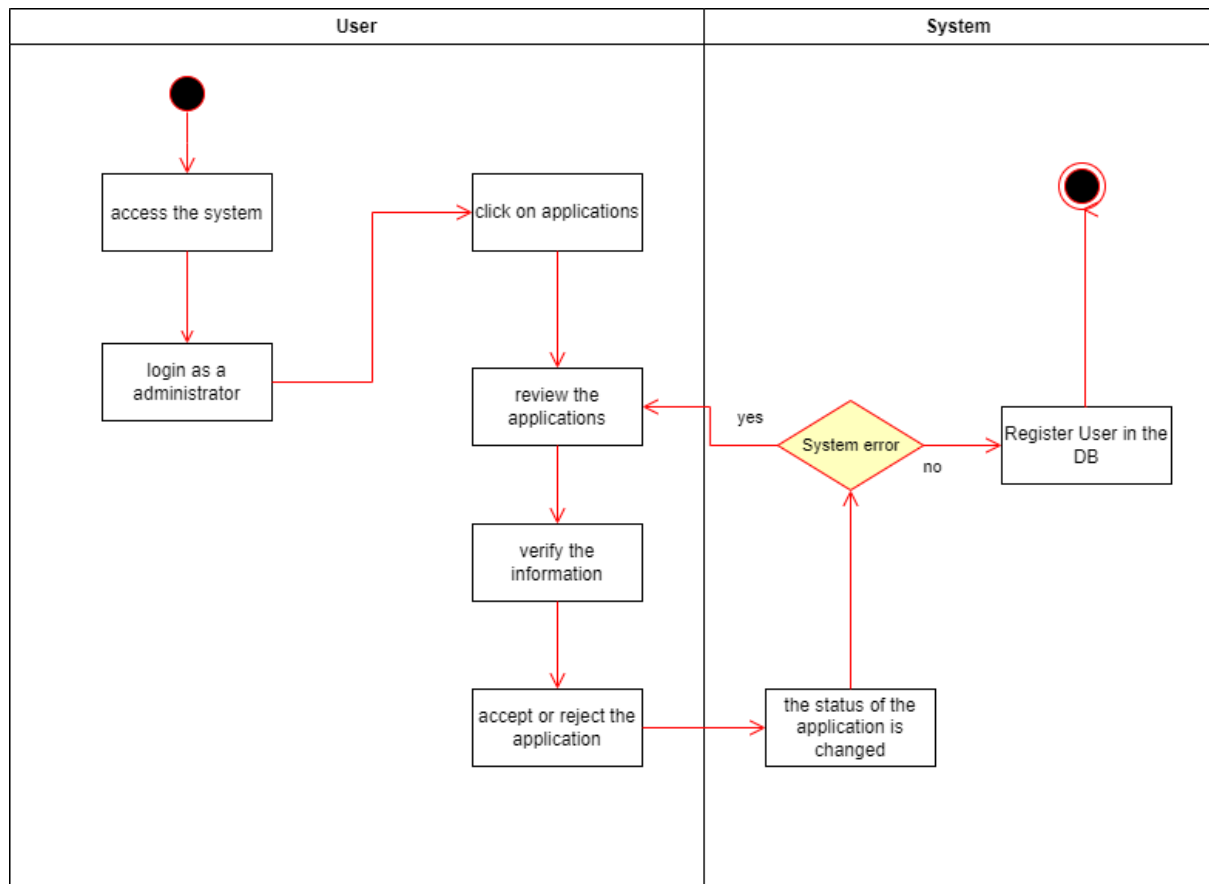 User
System
access the system
click on applications
login as a
administrator
review the
applications
yes
System error
no
Register User in the
DB
verify the
information
accept or reject the
application
the status of the
application is
changed